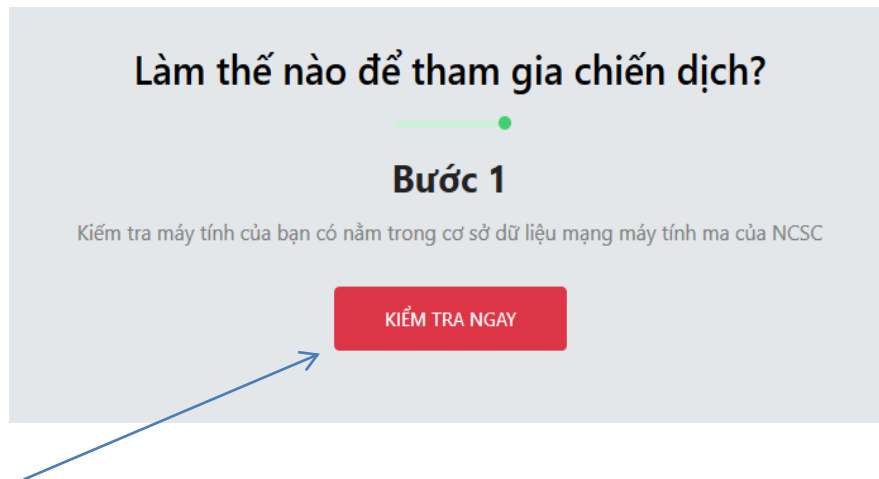 Làm thế nào để tham gia chiến dịch?
Bước 1
Kiểm tra máy tính của bạn có nằm trong cơ sở dữ liệu mạng máy tính ma của NCSC
KIỂM TRA NGAY